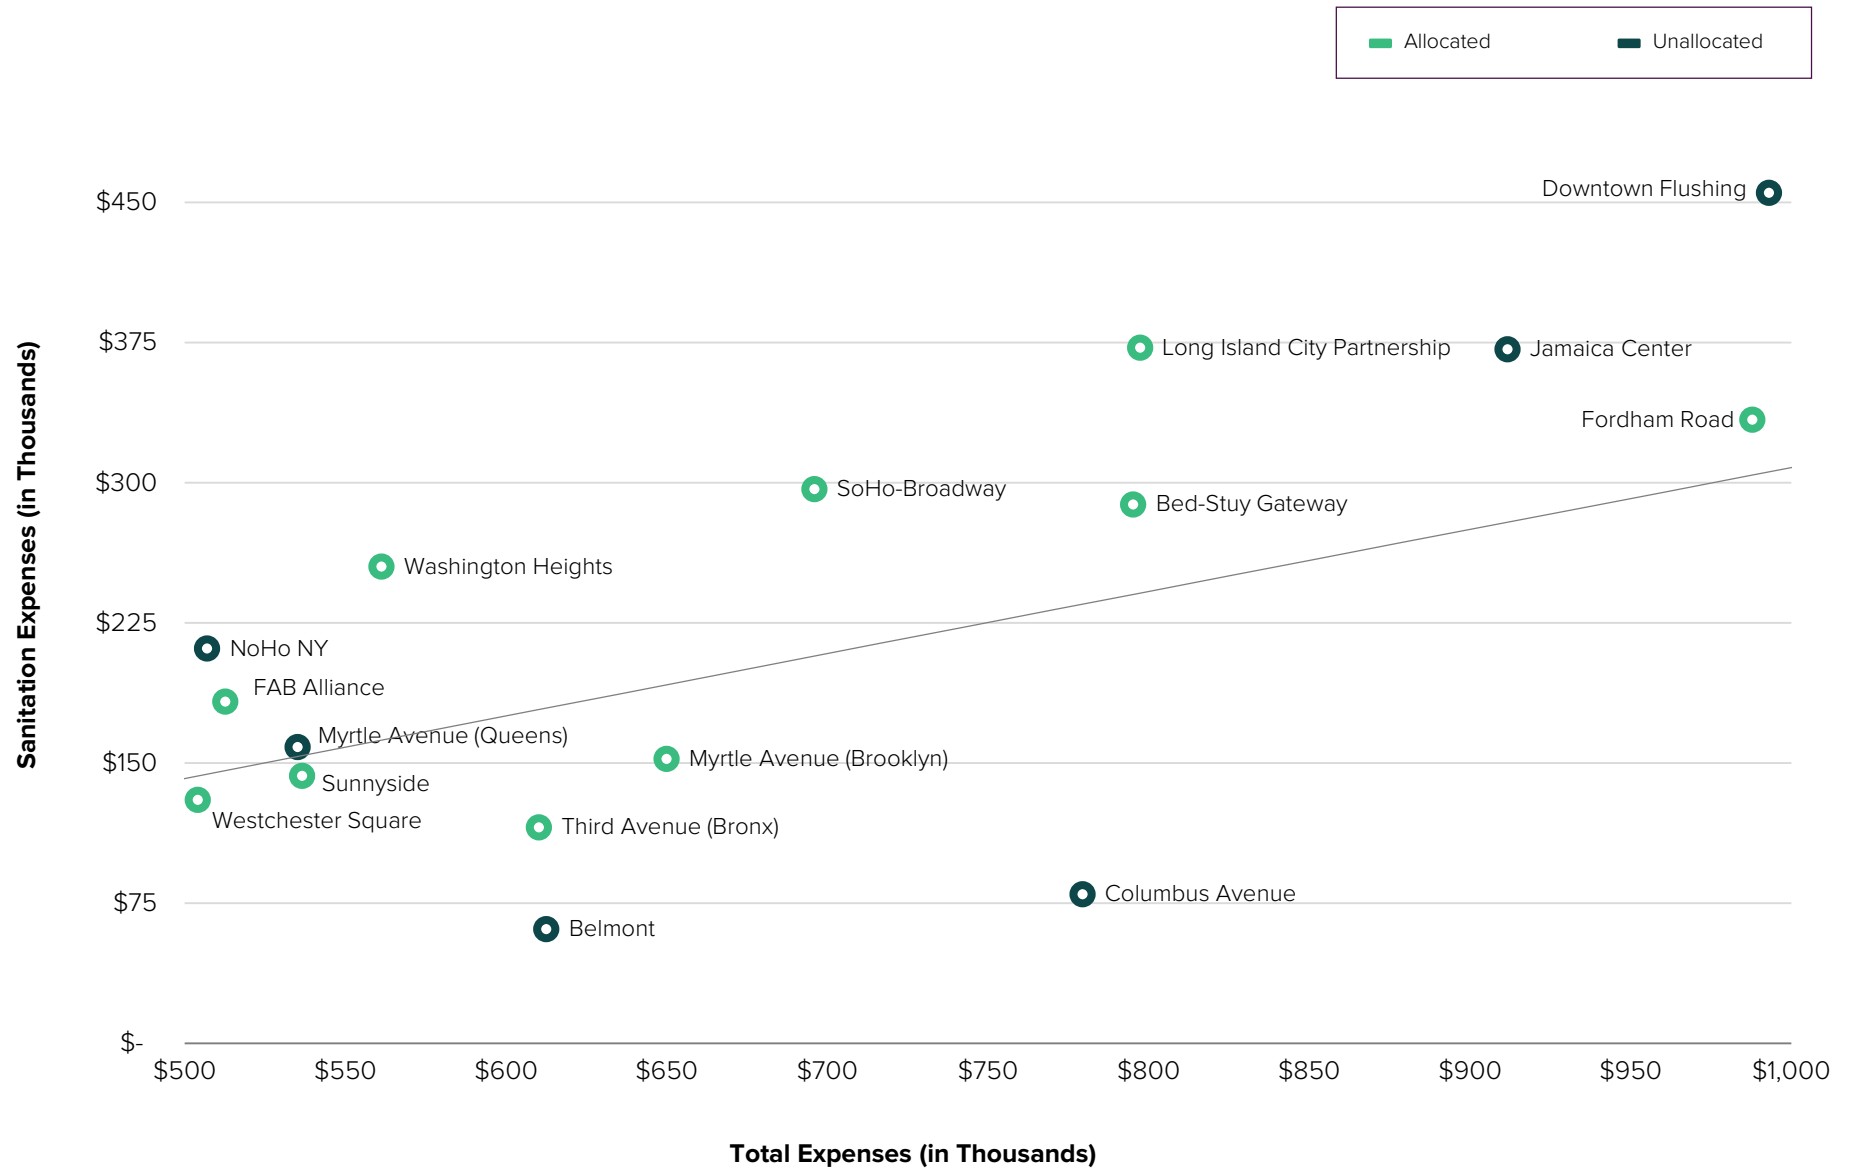 Allocated
Unallocated
Downtown Flushing
$450
$375
Long Island City Partnership
Jamaica Center
Fordham Road
$300
SoHo-Broadway
Bed-Stuy Gateway
Washington Heights
$225
NoHo NY
FAB Alliance
Myrtle Avenue (Queens)
$150
Myrtle Avenue (Brooklyn)
Sunnyside
Westchester Square
Third Avenue (Bronx)
$75
Columbus Avenue
Belmont
$-
Sanitation Expenses (in Thousands)
$500
$550
$600
$650
$700
$750
$800
$850
$900
$950
$1,000
Total Expenses (in Thousands)